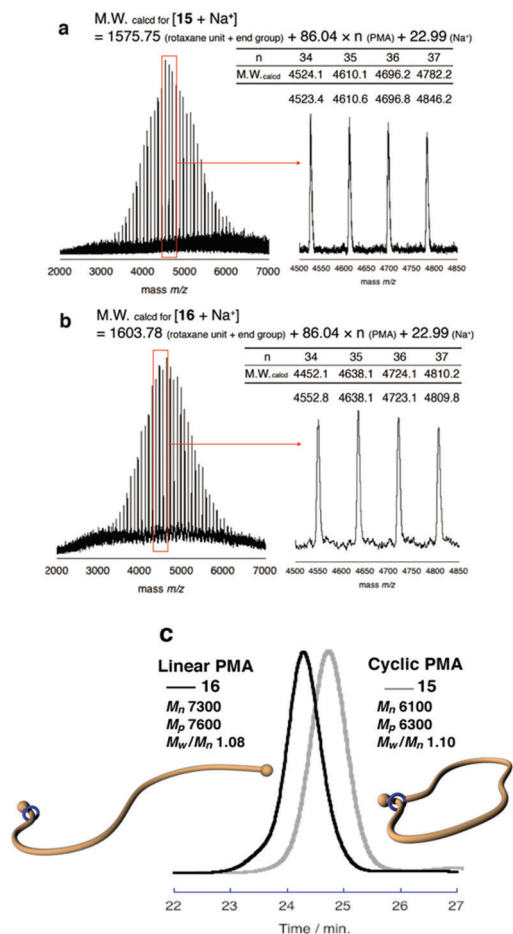 a
M.W. calcd for [15 + Na+]
= 1575.75 (rotaxane unit + end group) + 86.04 × n (PMA) + 22.99 (Na+)
n 34 35 36 37
M.W.calcd 4524.1 4610.1 4696.2 4782.2
4523.4 4610.6 4696.8 4846.2
2000 3000 4000 5000 6000 7000
mass m/z
4500 4550 4600 4650 4700 4750 4800 4850
mass m/z
b
M.W. calcd for [16 + Na+]
= 1603.78 (rotaxane unit + end group) + 86.04 × n (PMA) + 22.99 (Na+)
n 34 35 36 37
M.W.calcd 4452.1 4638.1 4724.1 4810.2
4552.8 4638.1 4723.1 4809.8
2000 3000 4000 5000 6000 7000
mass m/z
4500 4550 4600 4650 4700 4750 4800 4850
mass m/z
c
Linear PMA
16
Mn 7300
Mp 7600
Mw/Mn 1.08
Cyclic PMA
15
Mn 6100
Mp 6300
Mw/Mn 1.10
22 23 24 25 26 27
Time / min.